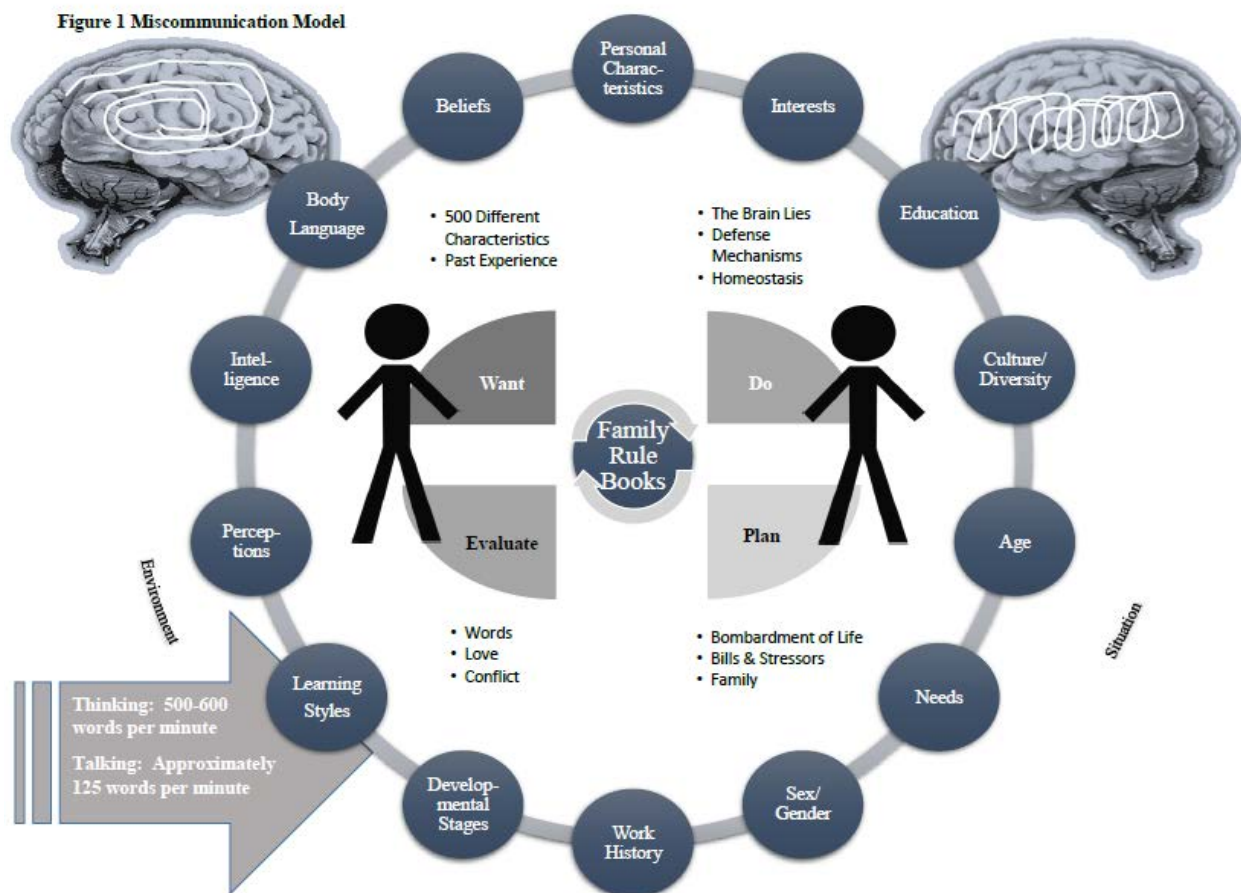 Figure 1 Miscommunication Model
Personal
Charac-
teristics
Beliefs
Interests
Body
Language
Education
• 500 Different
Characteristics
• Past Experience
• The Brain Lies
• Defense
Mechanisms
• Homeostasis
Intel-
ligence
Culture/
Diversity
Want
Do
Family
Rule
Books
Evaluate
Plan
Percep-
tions
Age
Environment
Situation
• Words
• Love
• Conflict
• Bombardment of Life
• Bills & Stressors
• Family
Learning
Styles
Needs
Thinking: 500-600
words per minute
Talking: Approximately
125 words per minute
Develop-
mental
Stages
Work
History
Sex/
Gender